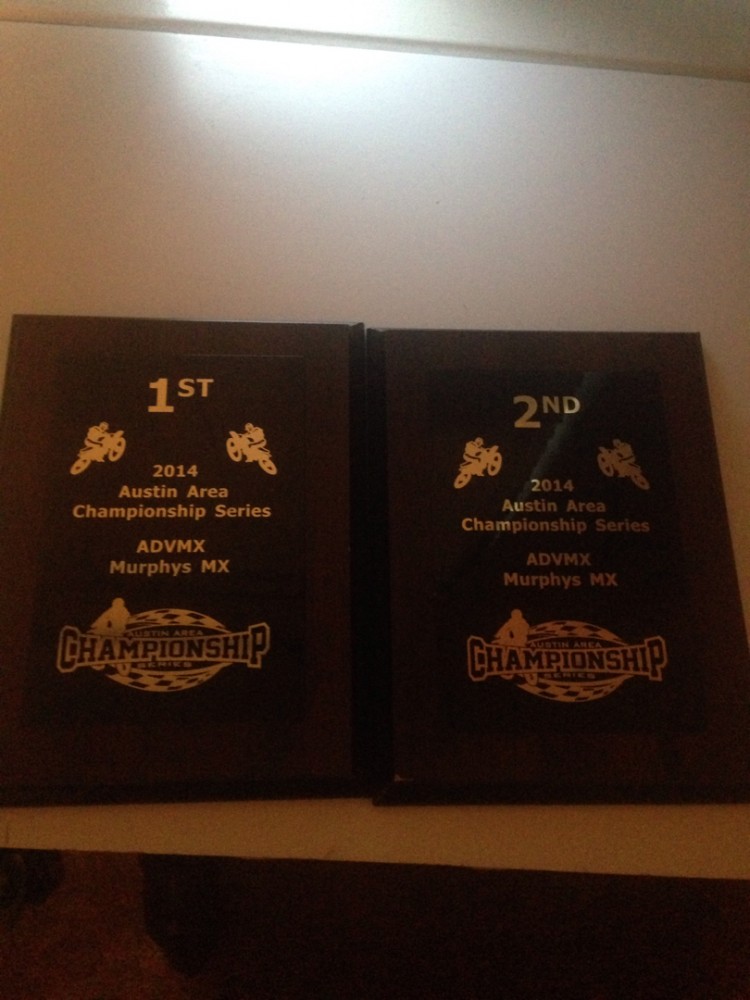 1ST
2014
Austin Area
Championship Series
ADVMX
Murphys MX
AUSTIN AREA
CHAMPIONSHIP
SERIES
2ND
2014
Austin Area
Championship Series
ADVMX
Murphys MX
AUSTIN AREA
CHAMPIONSHIP
SERIES